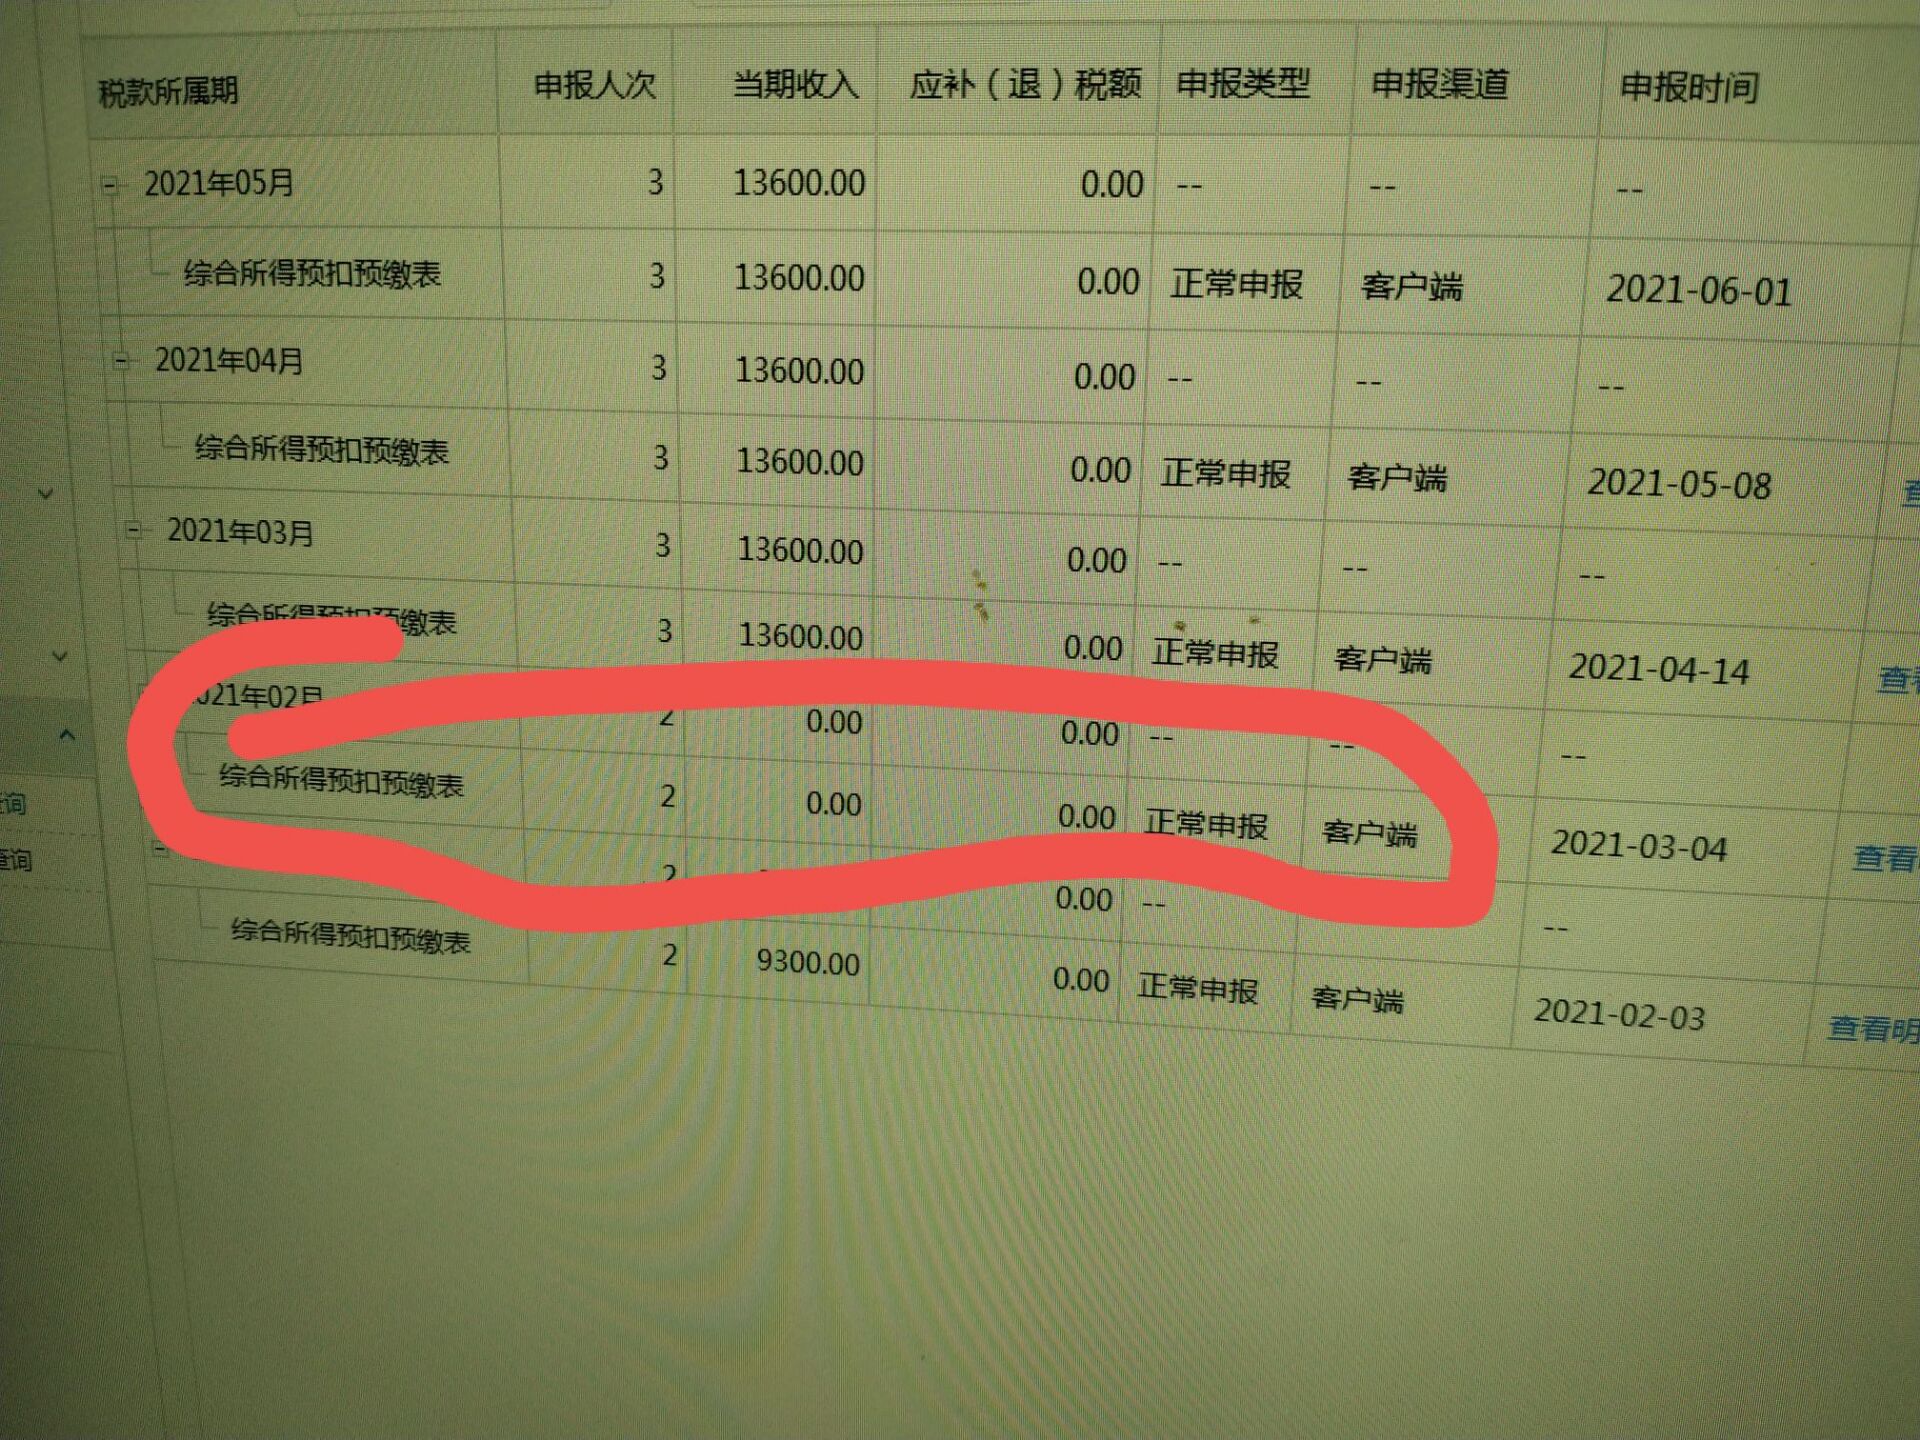 税款所属期 申报人次 当期收入 应补（退）税额 申报类型 申报渠道 申报时间
2021年05月 3 13600.00 0.00 -- -- --
综合所得预扣预缴表 3 13600.00 0.00 正常申报 客户端 2021-06-01
2021年04月 3 13600.00 0.00 -- -- --
综合所得预扣预缴表 3 13600.00 0.00 正常申报 客户端 2021-05-08
2021年03月 3 13600.00 0.00 -- -- --
综合所得预扣预缴表 3 13600.00 0.00 正常申报 客户端 2021-04-14 查看
2021年02月 2 0.00 0.00 -- -- --
综合所得预扣预缴表 2 0.00 0.00 正常申报 客户端 2021-03-04 查看
询
查询
2 0.00 -- --
综合所得预扣预缴表 2 9300.00 0.00 正常申报 客户端 2021-02-03 查看明